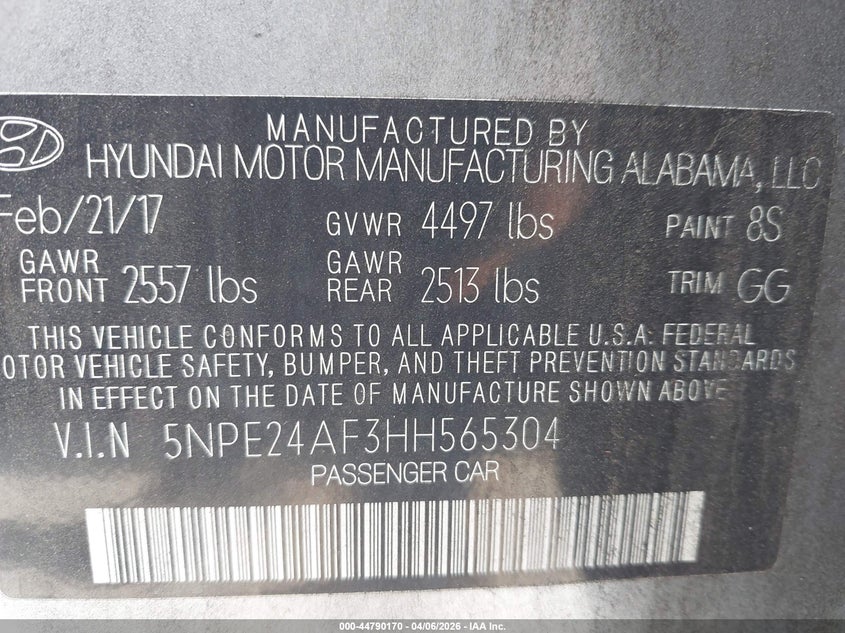 MANUFACTURED BY
HYUNDAI MOTOR MANUFACTURING ALABAMA, LLC
Feb/21/17 GVWR 4497 lbs PAINT 8S
GAWR FRONT 2557 lbs GAWR REAR 2513 lbs TRIM GG
THIS VEHICLE CONFORMS TO ALL APPLICABLE U.S.A. FEDERAL
MOTOR VEHICLE SAFETY, BUMPER, AND THEFT PREVENTION STANDARDS
IN EFFECT ON THE DATE OF MANUFACTURE SHOWN ABOVE
V.I.N 5NPE24AF3HH565304
PASSENGER CAR
000-44790170 | 04/06/2026 | IAA Inc.